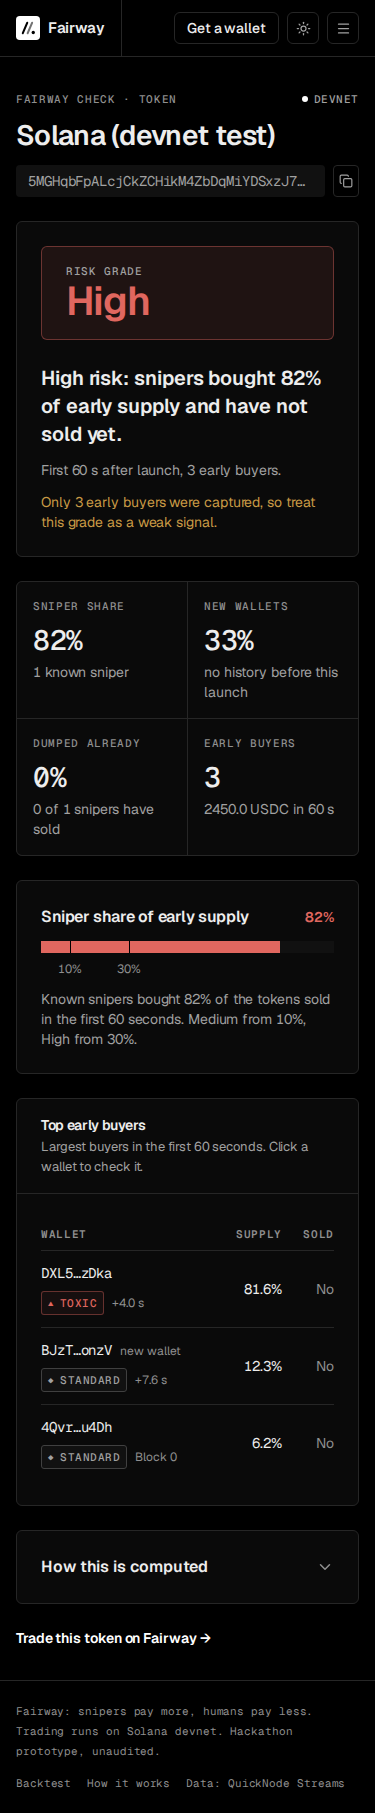 Fairway
Get a wallet
FAIRWAY CHECK · TOKEN
DEVNET
Solana (devnet test)
5MGHqbFpALcjCkZCHikM4ZbDqMiYDSxzJ7…
RISK GRADE
High
High risk: snipers bought 82%
of early supply and have not
sold yet.
First 60 s after launch, 3 early buyers.
Only 3 early buyers were captured, so treat
this grade as a weak signal.
SNIPER SHARE
82%
1 known sniper
NEW WALLETS
33%
no history before this
launch
DUMPED ALREADY
0%
0 of 1 snipers have
sold
EARLY BUYERS
3
2450.0 USDC in 60 s
Sniper share of early supply 82%
10% 30%
Known snipers bought 82% of the tokens sold
in the first 60 seconds. Medium from 10%,
High from 30%.
Top early buyers
Largest buyers in the first 60 seconds. Click a
wallet to check it.
WALLET SUPPLY SOLD
DXL5…zDka
▲ TOXIC +4.0 s 81.6% No
BJzT…onzV new wallet
◆ STANDARD +7.6 s 12.3% No
4Qvr…u4Dh
◆ STANDARD Block 0 6.2% No
How this is computed
Trade this token on Fairway →
Fairway: snipers pay more, humans pay less.
Trading runs on Solana devnet. Hackathon
prototype, unaudited.
Backtest How it works Data: QuickNode Streams